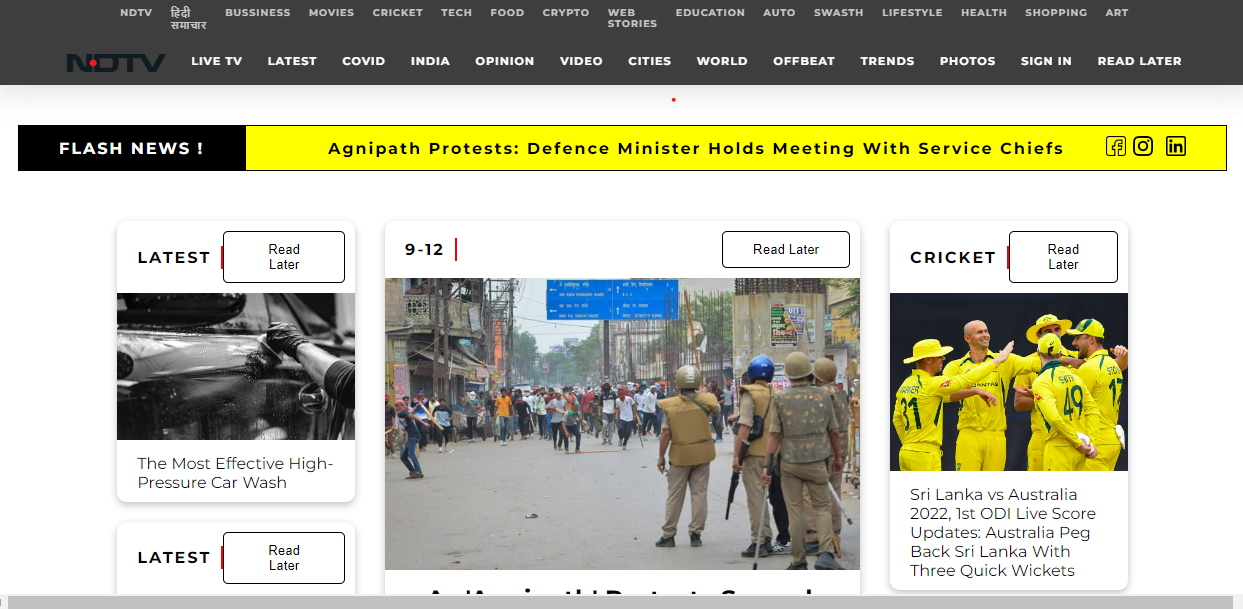 NDTV हिंदी BUSSINESS MOVIES CRICKET TECH FOOD CRYPTO WEB EDUCATION AUTO SWASTH LIFESTYLE HEALTH SHOPPING ART
समाचार STORIES
NDTV LIVE TV LATEST COVID INDIA OPINION VIDEO CITIES WORLD OFFBEAT TRENDS PHOTOS SIGN IN READ LATER
FLASH NEWS ! Agnipath Protests: Defence Minister Holds Meeting With Service Chiefs
LATEST
Read
Later
The Most Effective High-
Pressure Car Wash
LATEST
Read
Later
9-12
Read Later
CRICKET
Read
Later
31
49
17
Sri Lanka vs Australia
2022, 1st ODI Live Score
Updates: Australia Peg
Back Sri Lanka With
Three Quick Wickets